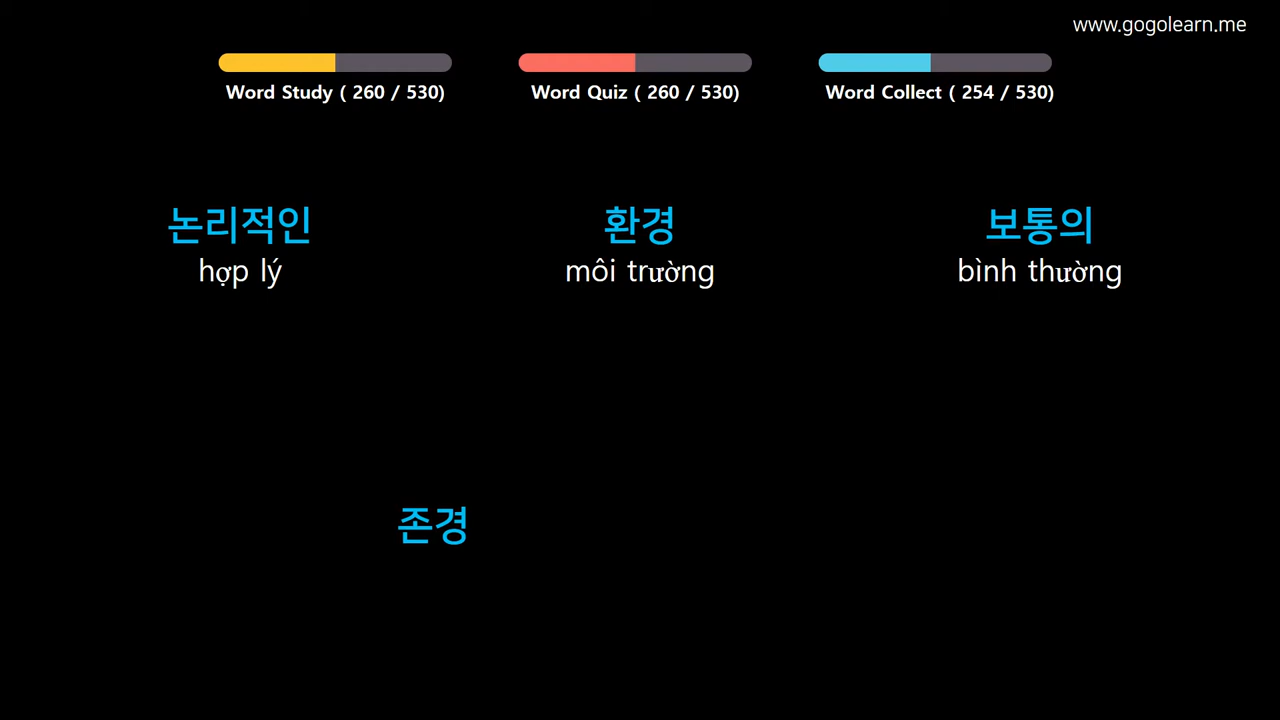 www.gogolearn.me
Word Study ( 260 / 530)
Word Quiz ( 260 / 530)
Word Collect ( 254 / 530)
논리적인
hợp lý
환경
môi trường
보통의
bình thường
존경